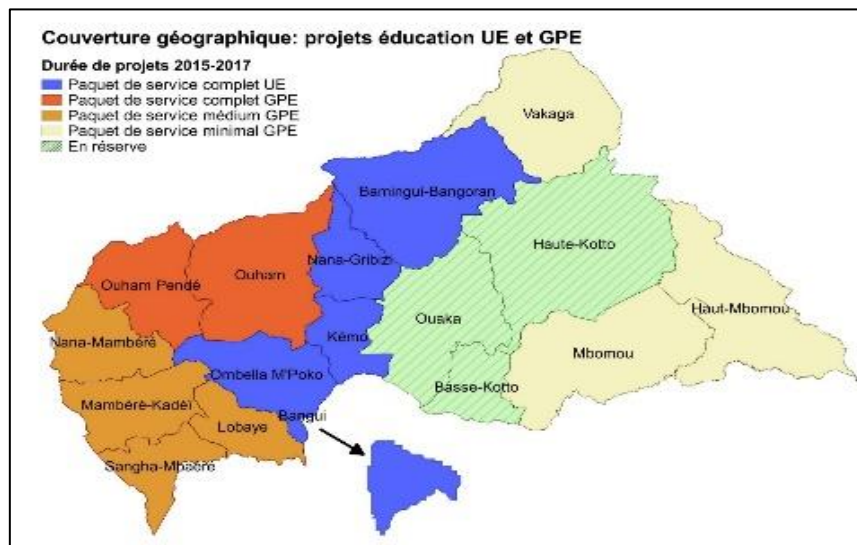 Couverture géographique: projets éducation UE et GPE
Durée de projets 2015-2017
Paquet de service complet UE
Paquet de service complet GPE
Paquet de service médium GPE
Paquet de service minimal GPE
En réserve
Vakaga
Bamingui-Bangoran
Haute-Kotto
Nana-Gribizi
Ouham
Ouham Pendé
Haut-Mbomou
Ouaka
Kémo
Nana-Mambéré
Mbomou
Ombella M'Poko
Basse-Kotto
Mambéré-Kadéï
Bangui
Lobaye
Sangha-Mbaéré